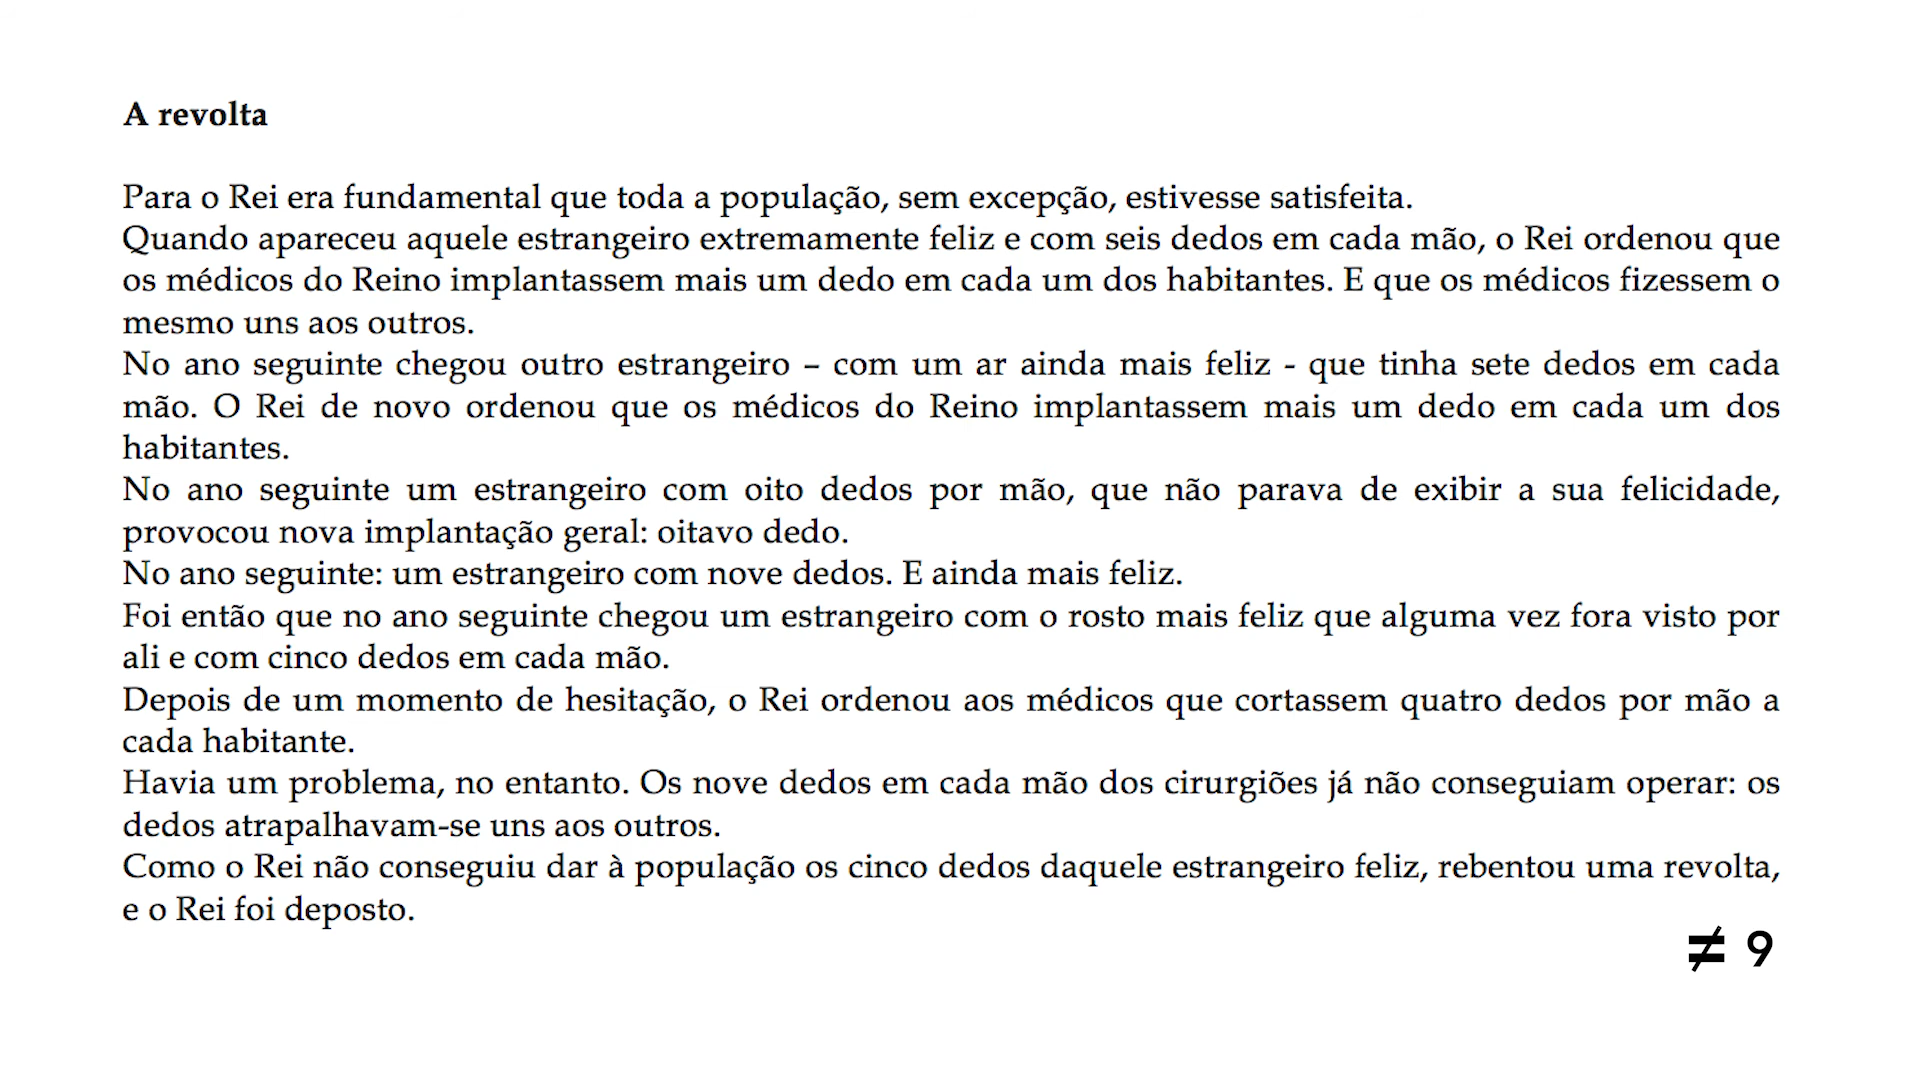 A revolta
Para o Rei era fundamental que toda a população, sem excepção, estivesse satisfeita.
Quando apareceu aquele estrangeiro extremamente feliz e com seis dedos em cada mão, o Rei ordenou que
os médicos do Reino implantassem mais um dedo em cada um dos habitantes. E que os médicos fizessem o
mesmo uns aos outros.
No ano seguinte chegou outro estrangeiro – com um ar ainda mais feliz - que tinha sete dedos em cada
mão. O Rei de novo ordenou que os médicos do Reino implantassem mais um dedo em cada um dos
habitantes.
No ano seguinte um estrangeiro com oito dedos por mão, que não parava de exibir a sua felicidade,
provocou nova implantação geral: oitavo dedo.
No ano seguinte: um estrangeiro com nove dedos. E ainda mais feliz.
Foi então que no ano seguinte chegou um estrangeiro com o rosto mais feliz que alguma vez fora visto por
ali e com cinco dedos em cada mão.
Depois de um momento de hesitação, o Rei ordenou aos médicos que cortassem quatro dedos por mão a
cada habitante.
Havia um problema, no entanto. Os nove dedos em cada mão dos cirurgiões já não conseguiam operar: os
dedos atrapalhavam-se uns aos outros.
Como o Rei não conseguiu dar à população os cinco dedos daquele estrangeiro feliz, rebentou uma revolta,
e o Rei foi deposto.
≠ 9